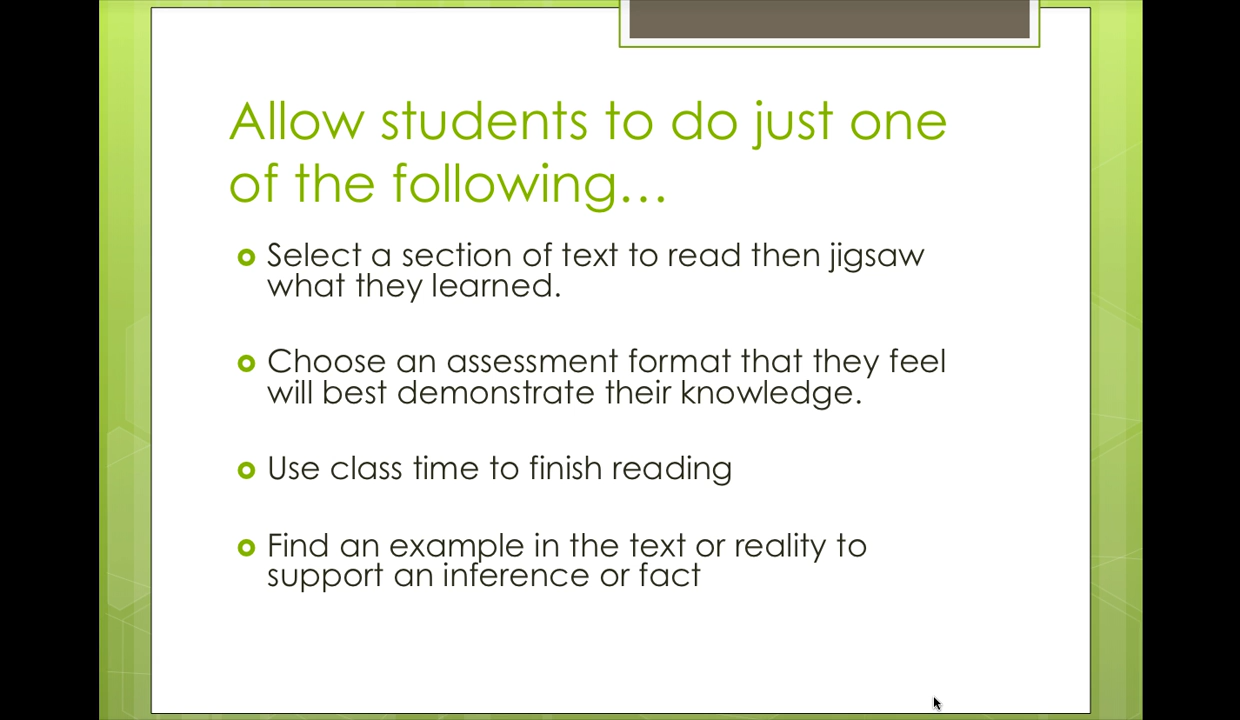 Allow students to do just one
of the following...
Select a section of text to read then jigsaw
what they learned.
Choose an assessment format that they feel
will best demonstrate their knowledge.
Use class time to finish reading
Find an example in the text or reality to
support an inference or fact